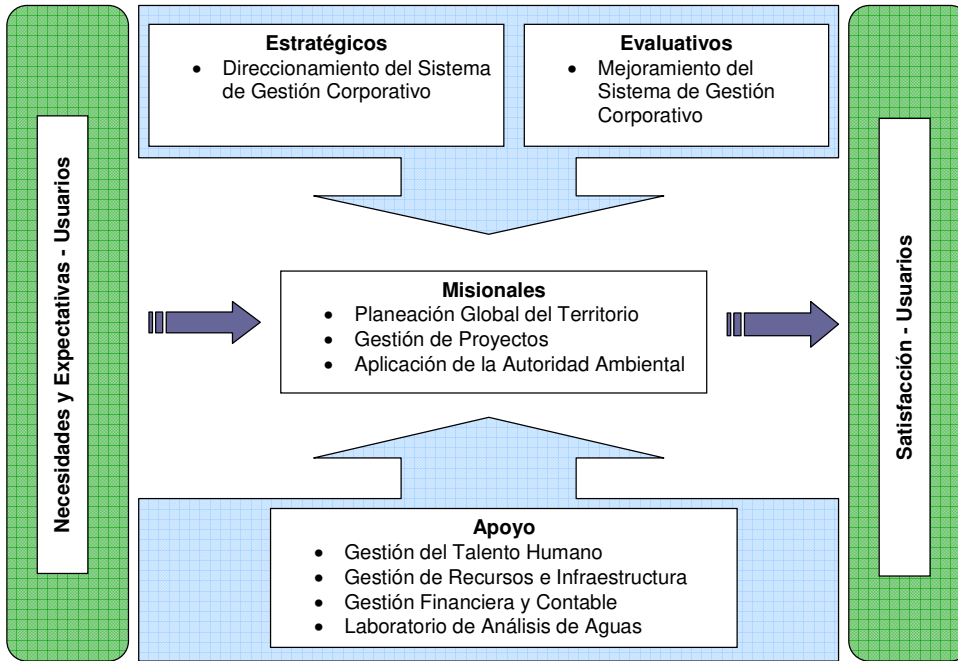 Necesidades y Expectativas - Usuarios
Estratégicos
• Direccionamiento del Sistema
de Gestión Corporativo
Evaluativos
• Mejoramiento del
Sistema de Gestión
Corporativo
Misionales
• Planeación Global del Territorio
• Gestión de Proyectos
• Aplicación de la Autoridad Ambiental
Apoyo
• Gestión del Talento Humano
• Gestión de Recursos e Infraestructura
• Gestión Financiera y Contable
• Laboratorio de Análisis de Aguas
Satisfacción - Usuarios